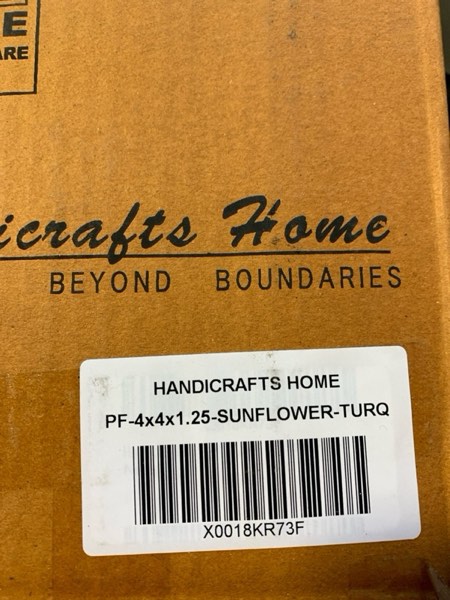 E
ARE
icrafts Home
BEYOND BOUNDARIES
HANDICRAFTS HOME
PF-4x4x1.25-SUNFLOWER-TURQ
X0018KR73F